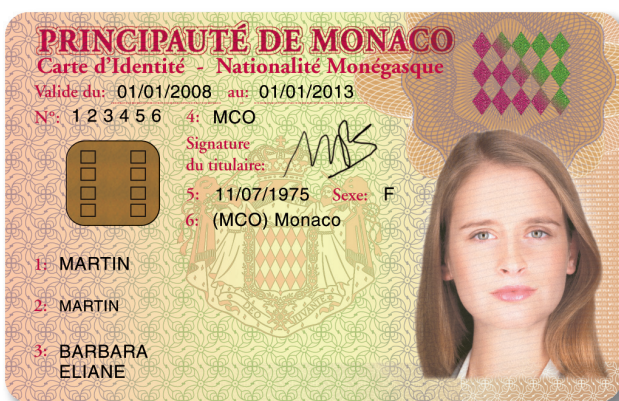 PRINCIPAUTÉ DE MONACO
Carte d'Identité - Nationalité Monégasque
Valide du: 01/01/2008 au: 01/01/2013
N°: 1 2 3 4 5 6 4: MCO
Signature
du titulaire:
5: 11/07/1975 Sexe: F
6: (MCO) Monaco
1: MARTIN
2: MARTIN
3: BARBARA
ELIANE